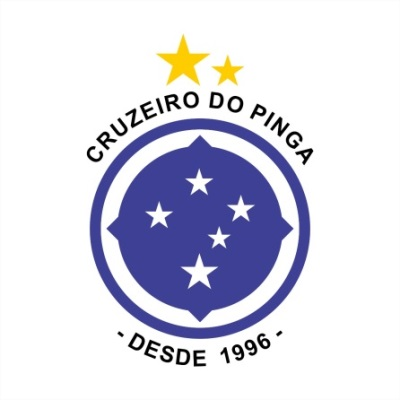 CRUZEIRO DO PINGA
- DESDE 1996 -